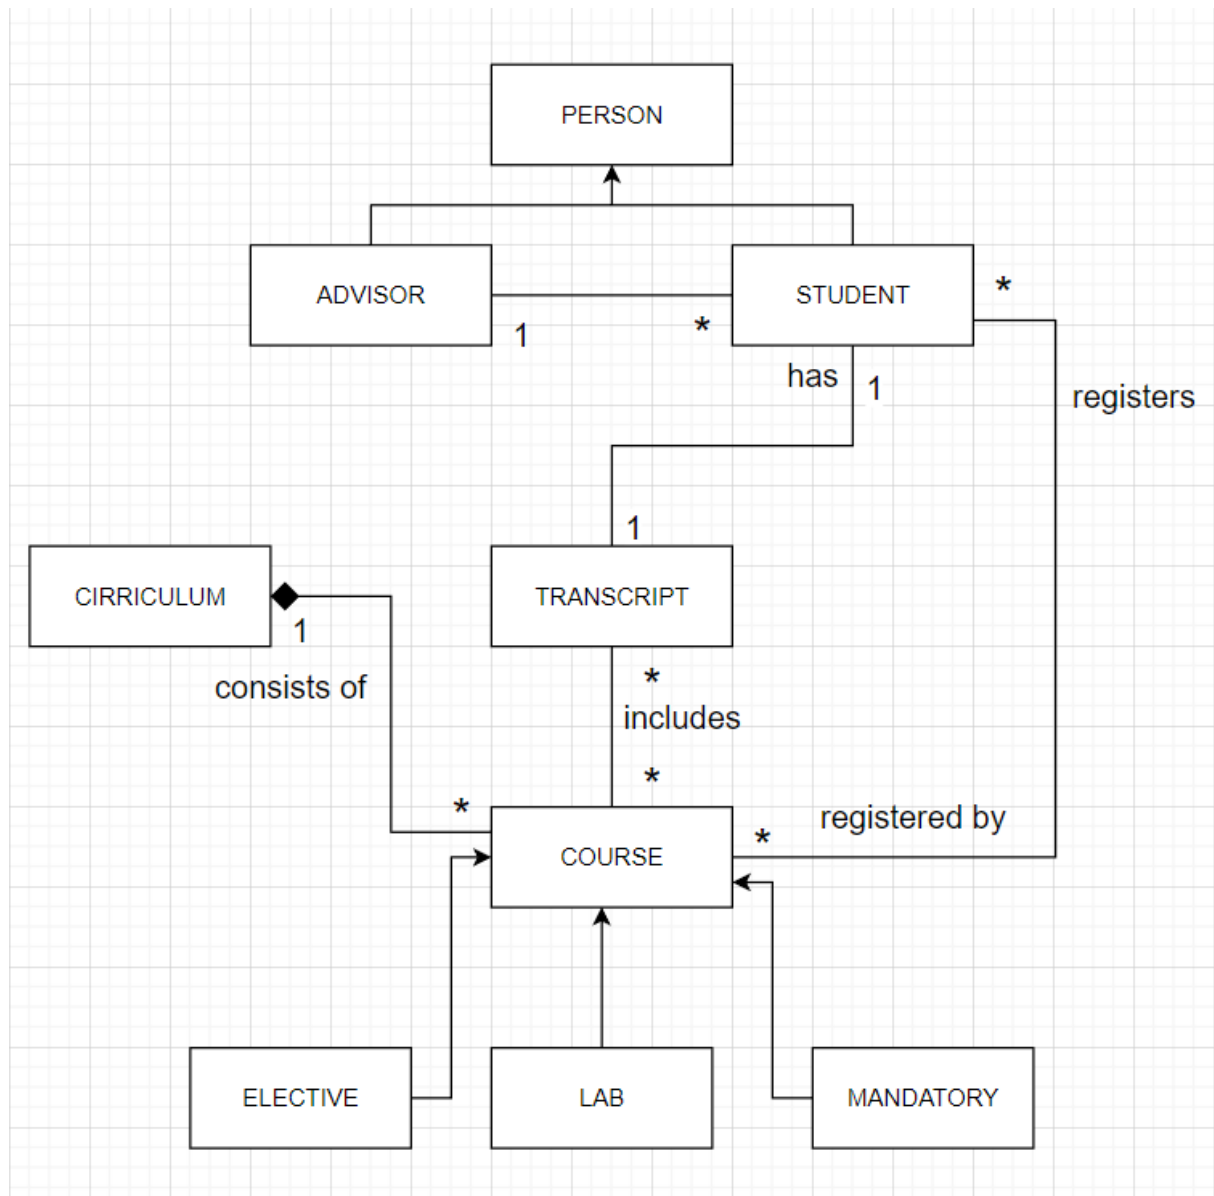 PERSON
ADVISOR
STUDENT
*
1
*
has
1
registers
1
CIRRICULUM
TRANSCRIPT
1
*
consists of
includes
*
*
registered by
*
COURSE
ELECTIVE
LAB
MANDATORY